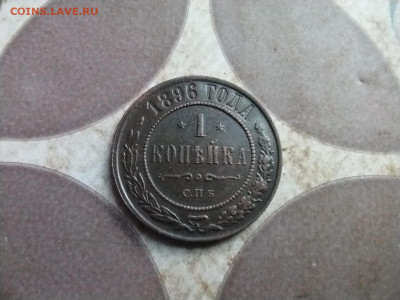 COINS.LAVE.RU
1896 ГОДА
* 1 *
КОПѢЙКА
С.П.Б.